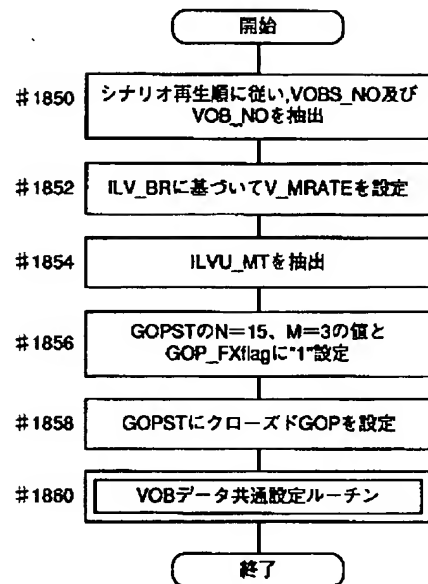 開始
#1850
シナリオ再生順に従い,VOBS_NO及び
VOB_NOを抽出
#1852
ILV_BRに基づいてV_MRATEを設定
#1854
ILVU_MTを抽出
#1856
GOPSTのN=15、M=3の値と
GOP_FXflagに"1"設定
#1858
GOPSTにクローズドGOPを設定
#1860
VOBデータ共通設定ルーチン
終了